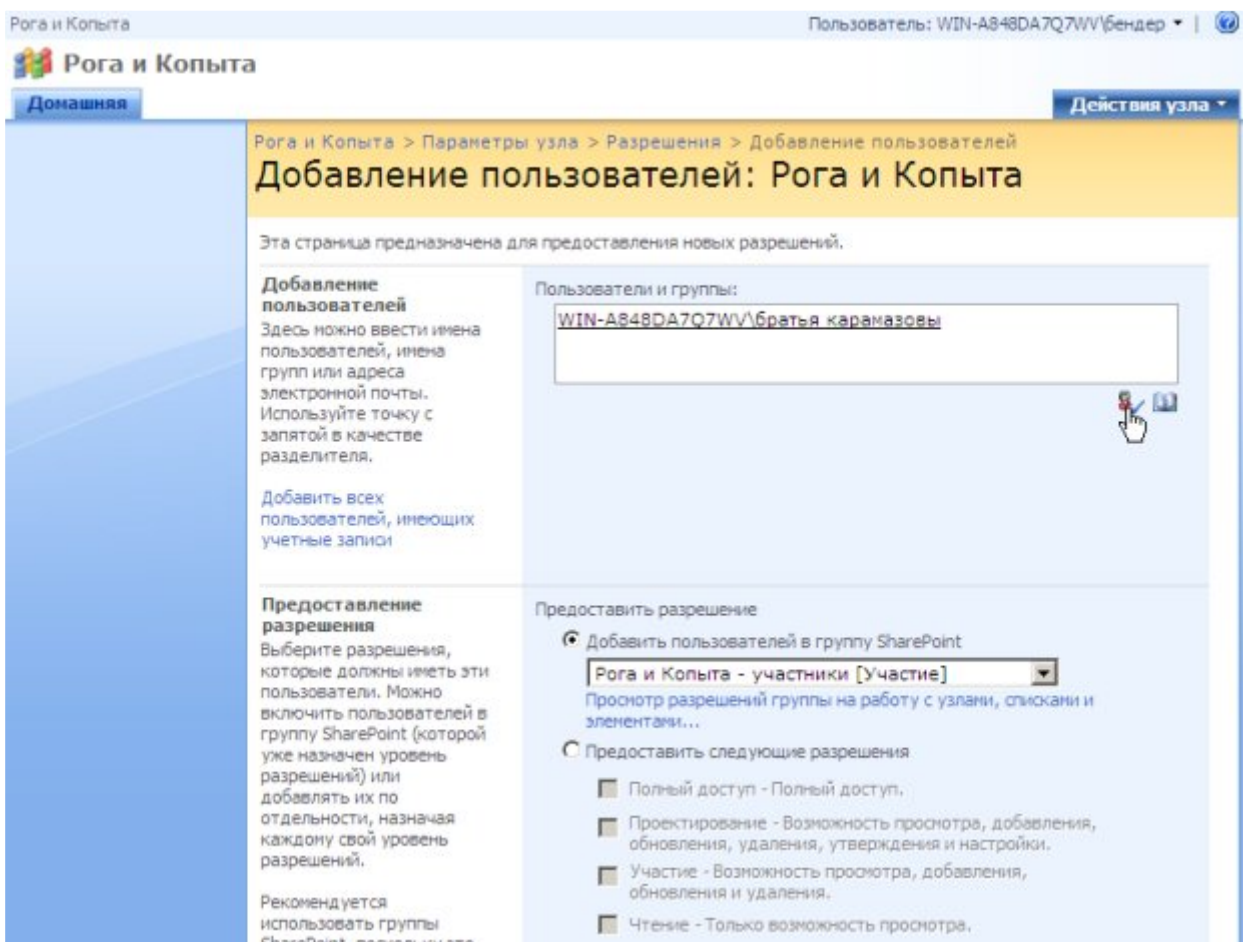 Рога и Копыта
Пользователь: WIN-A848DA7Q7WV\бендер
Рога и Копыта
Домашняя
Действия узла
Рога и Копыта > Параметры узла > Разрешения > Добавление пользователей
Добавление пользователей: Рога и Копыта
Эта страница предназначена для предоставления новых разрешений.
Добавление
пользователей
Здесь можно ввести имена
пользователей, имена
групп или адреса
электронной почты.
Используйте точку с
запятой в качестве
разделителя.
Добавить всех
пользователей, имеющих
учетные записи
Пользователи и группы:
WIN-A848DA7Q7WV\братья карамазовы
Предоставление
разрешения
Выберите разрешения,
которые должны иметь эти
пользователи. Можно
включить пользователей в
группу SharePoint (которой
уже назначен уровень
разрешений) или
добавлять их по
отдельности, назначая
каждому свой уровень
разрешений.
Рекомендуется
использовать группы
Предоставить разрешение
Добавить пользователей в группу SharePoint
Рога и Копыта - участники [Участие]
Просмотр разрешений группы на работу с узлами, списками и
элементами...
Предоставить следующие разрешения
Полный доступ - Полный доступ.
Проектирование - Возможность просмотра, добавления,
обновления, удаления, утверждения и настройки.
Участие - Возможность просмотра, добавления,
обновления и удаления.
Чтение - Только возможность просмотра.